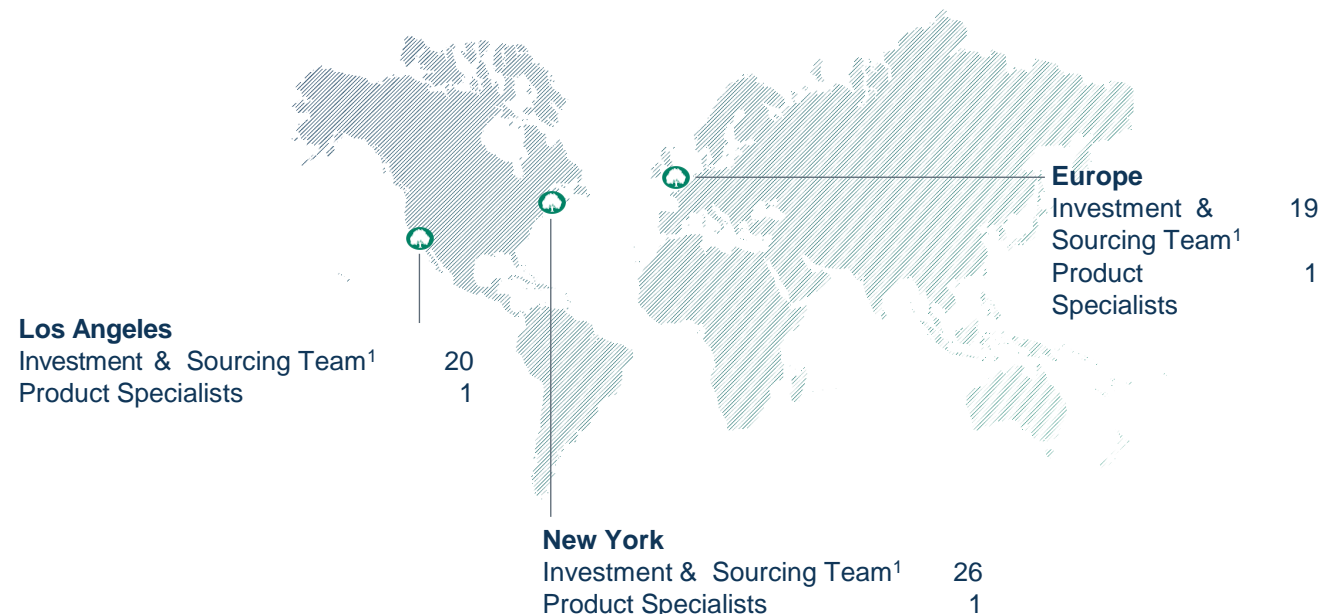 Europe
Investment & 19
Sourcing Team¹
Product 1
Specialists
Los Angeles
Investment & Sourcing Team¹ 20
Product Specialists 1
New York
Investment & Sourcing Team¹ 26
Product Specialists 1